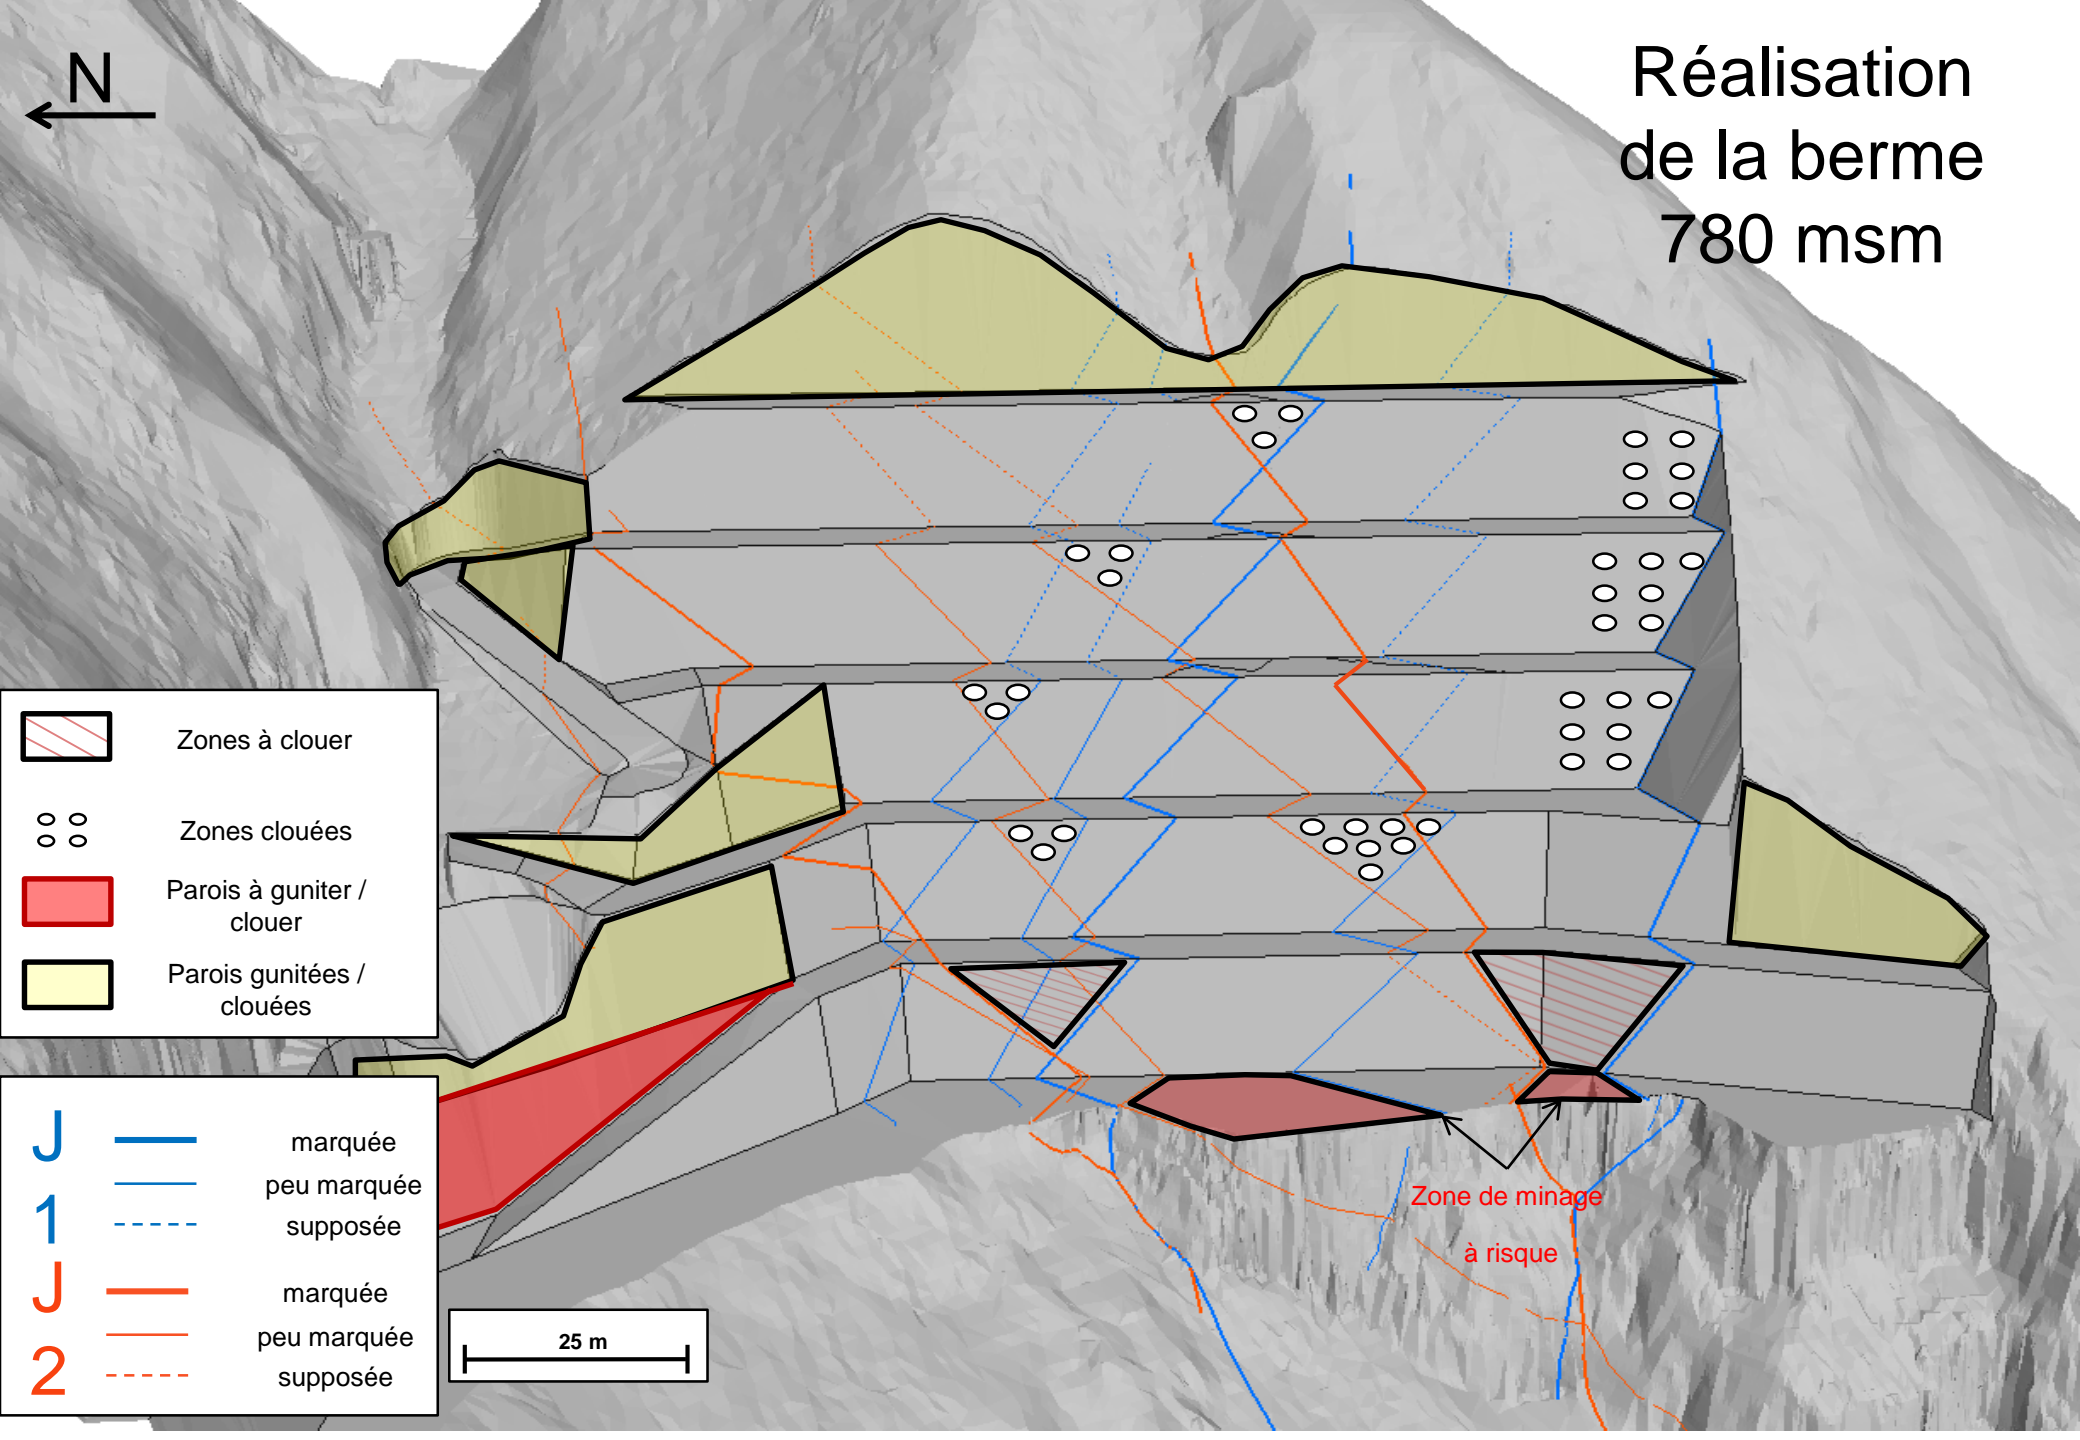 N
Réalisation
de la berme
780 msm
Zones à clouer
Zones clouées
Parois à guniter /
clouer
Parois gunitées /
clouées
J
1
marquée
peu marquée
supposée
J
2
marquée
peu marquée
supposée
25 m
Zone de minage
à risque